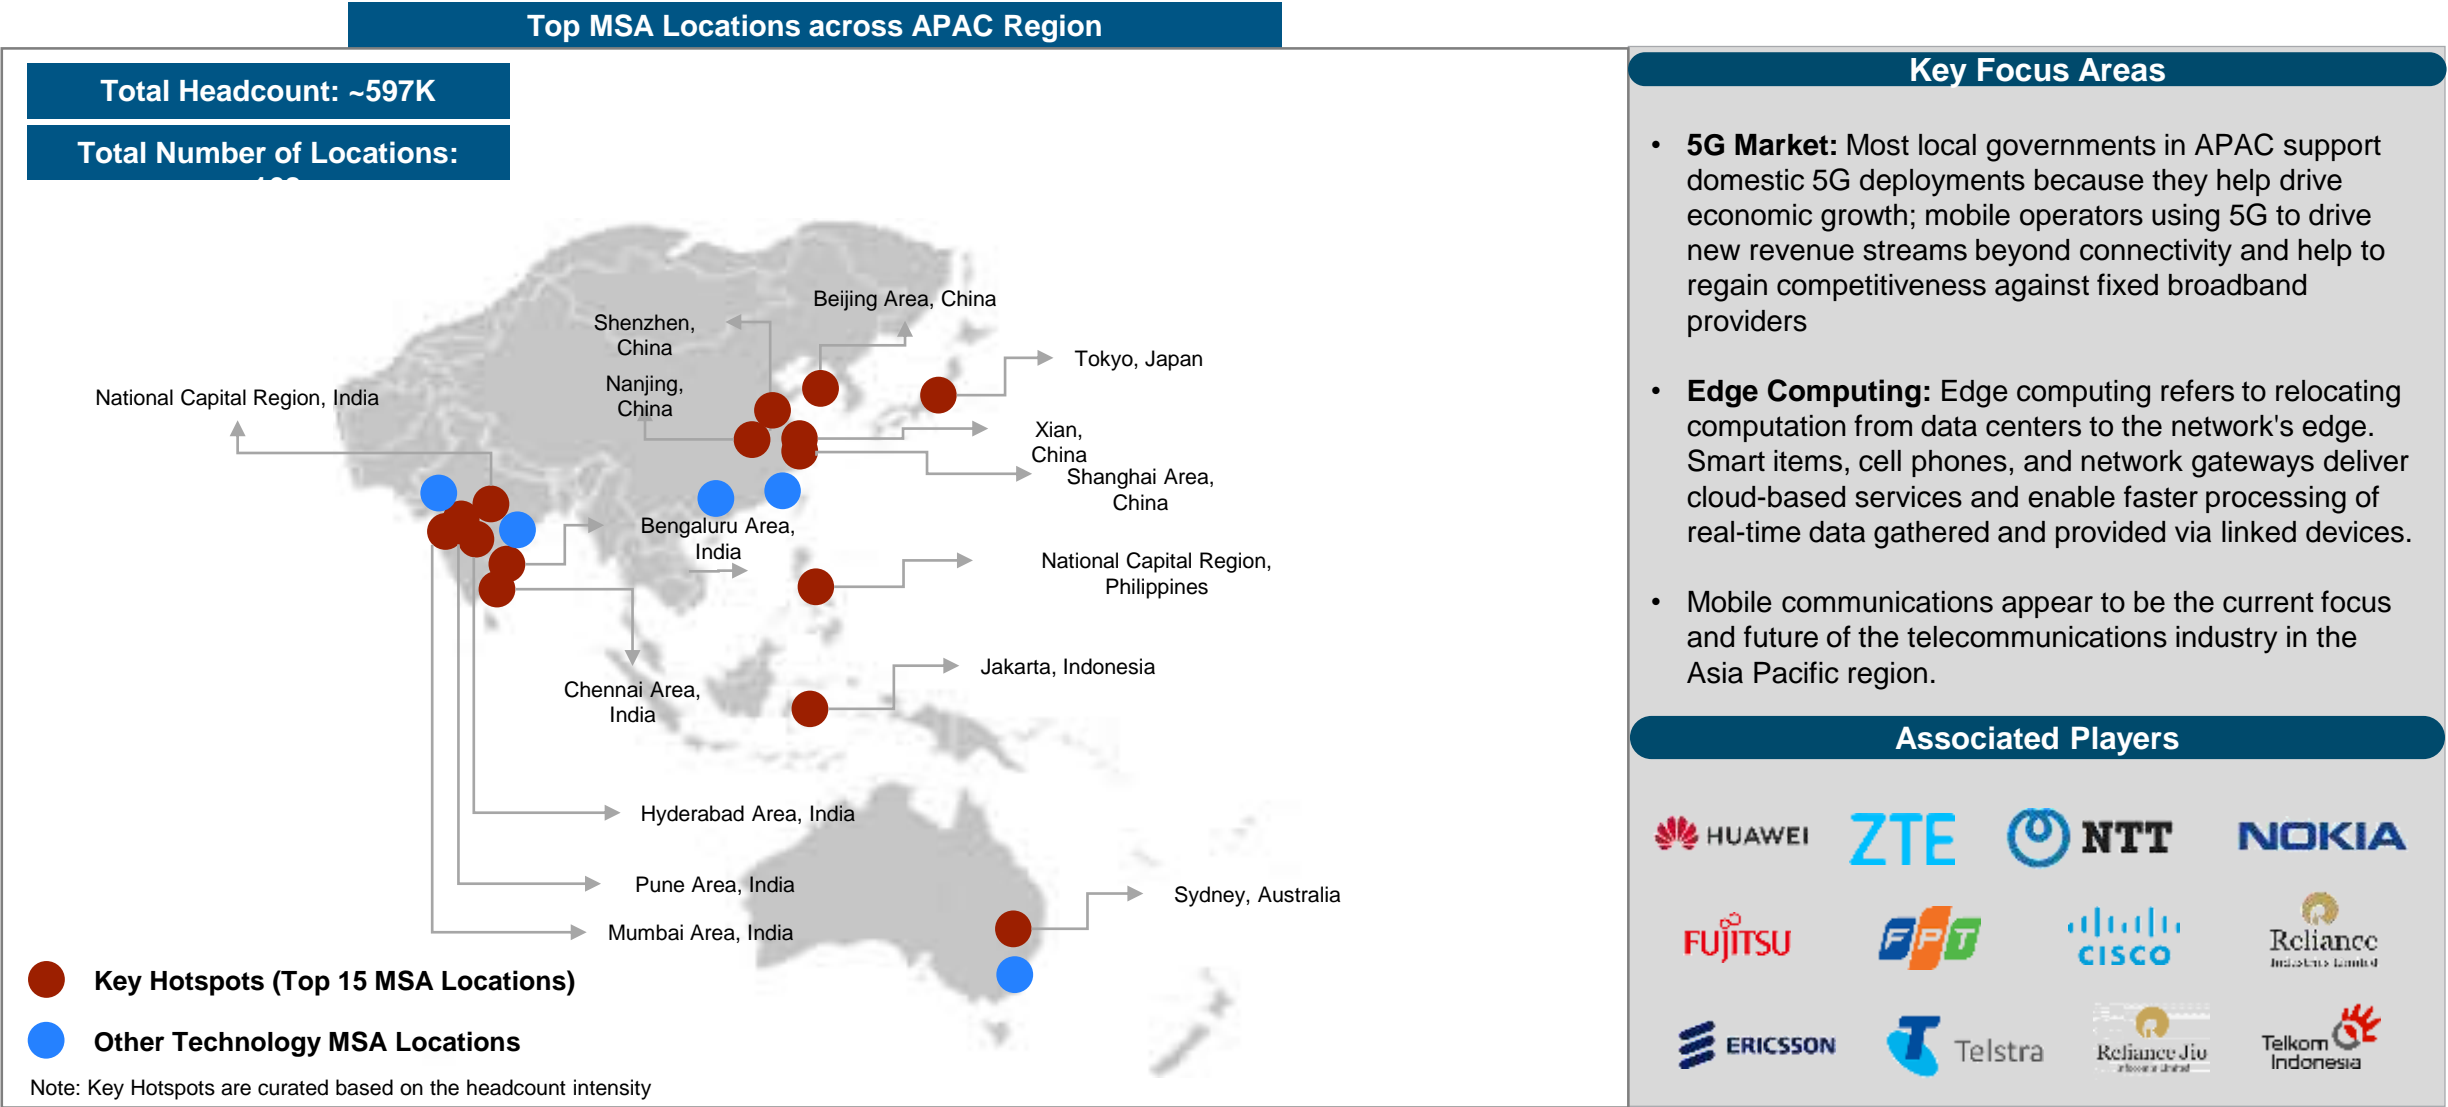 Top MSA Locations across APAC Region
Total Headcount: ~597K
Total Number of Locations:
Beijing Area, China
Shenzhen,
China
Tokyo, Japan
Nanjing,
China
National Capital Region, India
Xian,
China
Shanghai Area,
China
Bengaluru Area,
India
National Capital Region,
Philippines
Jakarta, Indonesia
Chennai Area,
India
Hyderabad Area, India
Pune Area, India
Sydney, Australia
Mumbai Area, India
Key Hotspots (Top 15 MSA Locations)
Other Technology MSA Locations
Note: Key Hotspots are curated based on the headcount intensity
Key Focus Areas
• 5G Market: Most local governments in APAC support
domestic 5G deployments because they help drive
economic growth; mobile operators using 5G to drive
new revenue streams beyond connectivity and help to
regain competitiveness against fixed broadband
providers
• Edge Computing: Edge computing refers to relocating
computation from data centers to the network's edge.
Smart items, cell phones, and network gateways deliver
cloud-based services and enable faster processing of
real-time data gathered and provided via linked devices.
• Mobile communications appear to be the current focus
and future of the telecommunications industry in the
Asia Pacific region.
Associated Players
HUAWEI
ZTE
NTT
NOKIA
FUJITSU
FPT
CISCO
Reliance
Industries Limited
ERICSSON
Telstra
Reliance Jio
Telkom
Indonesia